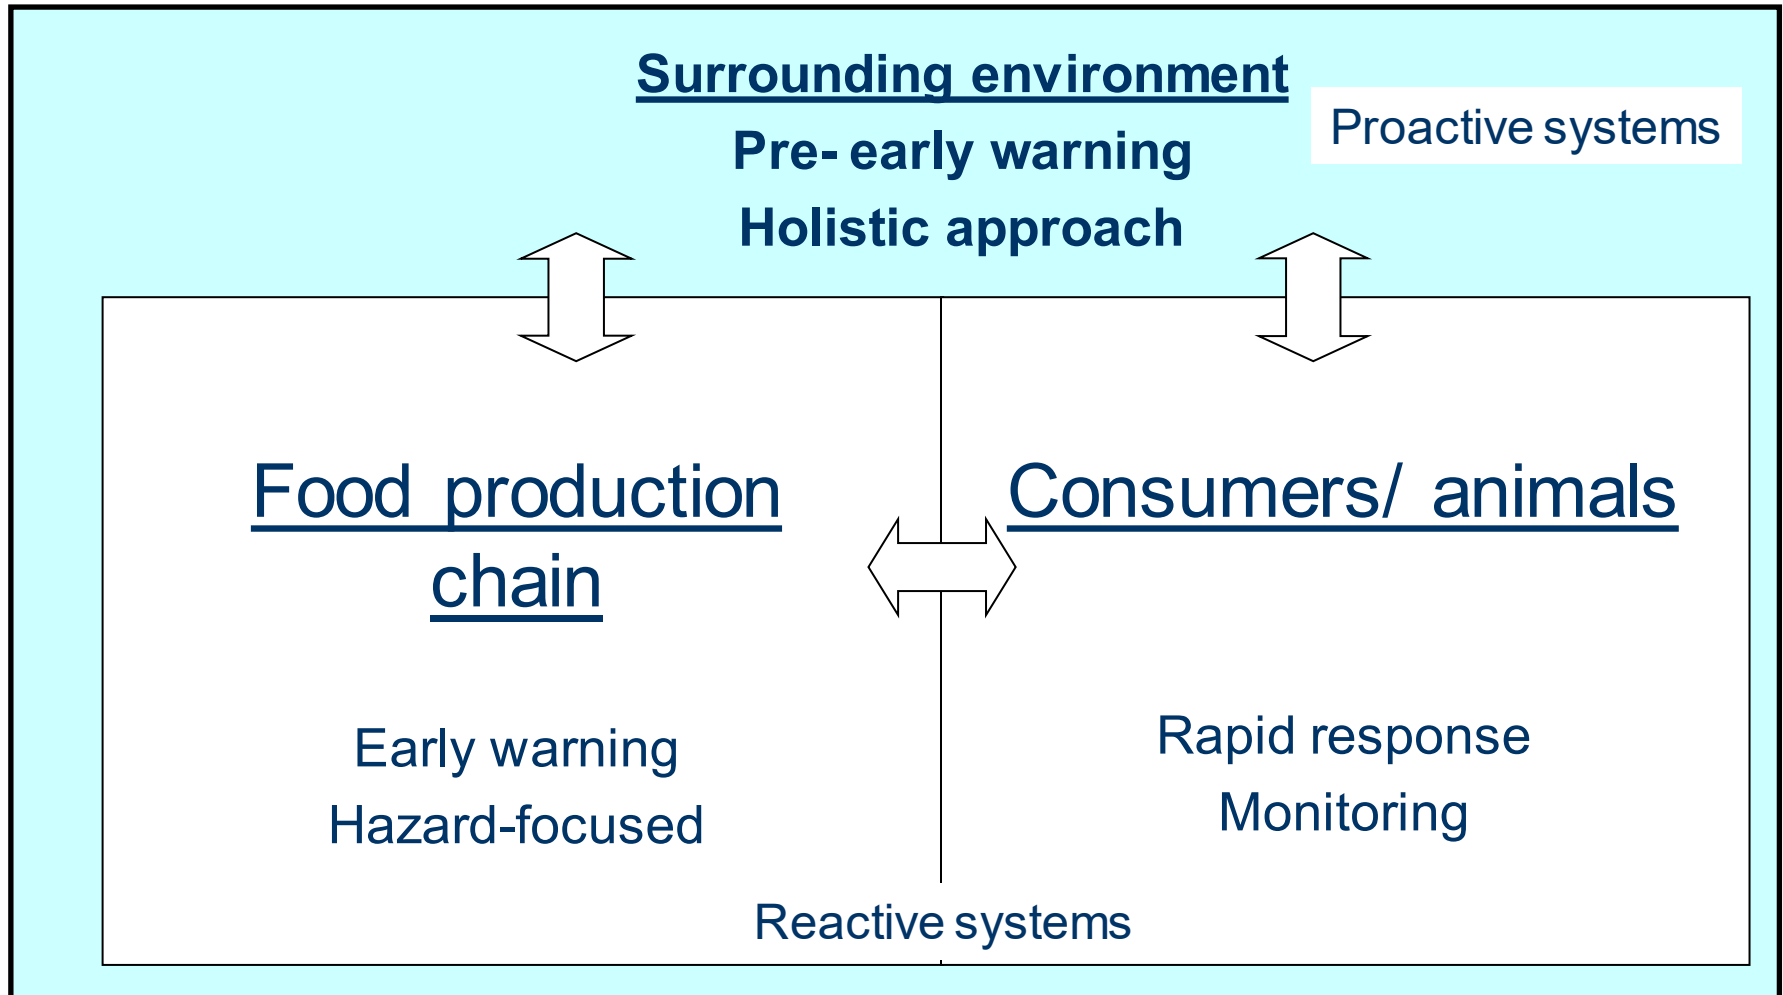 Surrounding environment
Proactive systems
Pre- early warning
Holistic approach
Food production
chain
Consumers/ animals
Early warning
Hazard-focused
Rapid response
Monitoring
Reactive systems